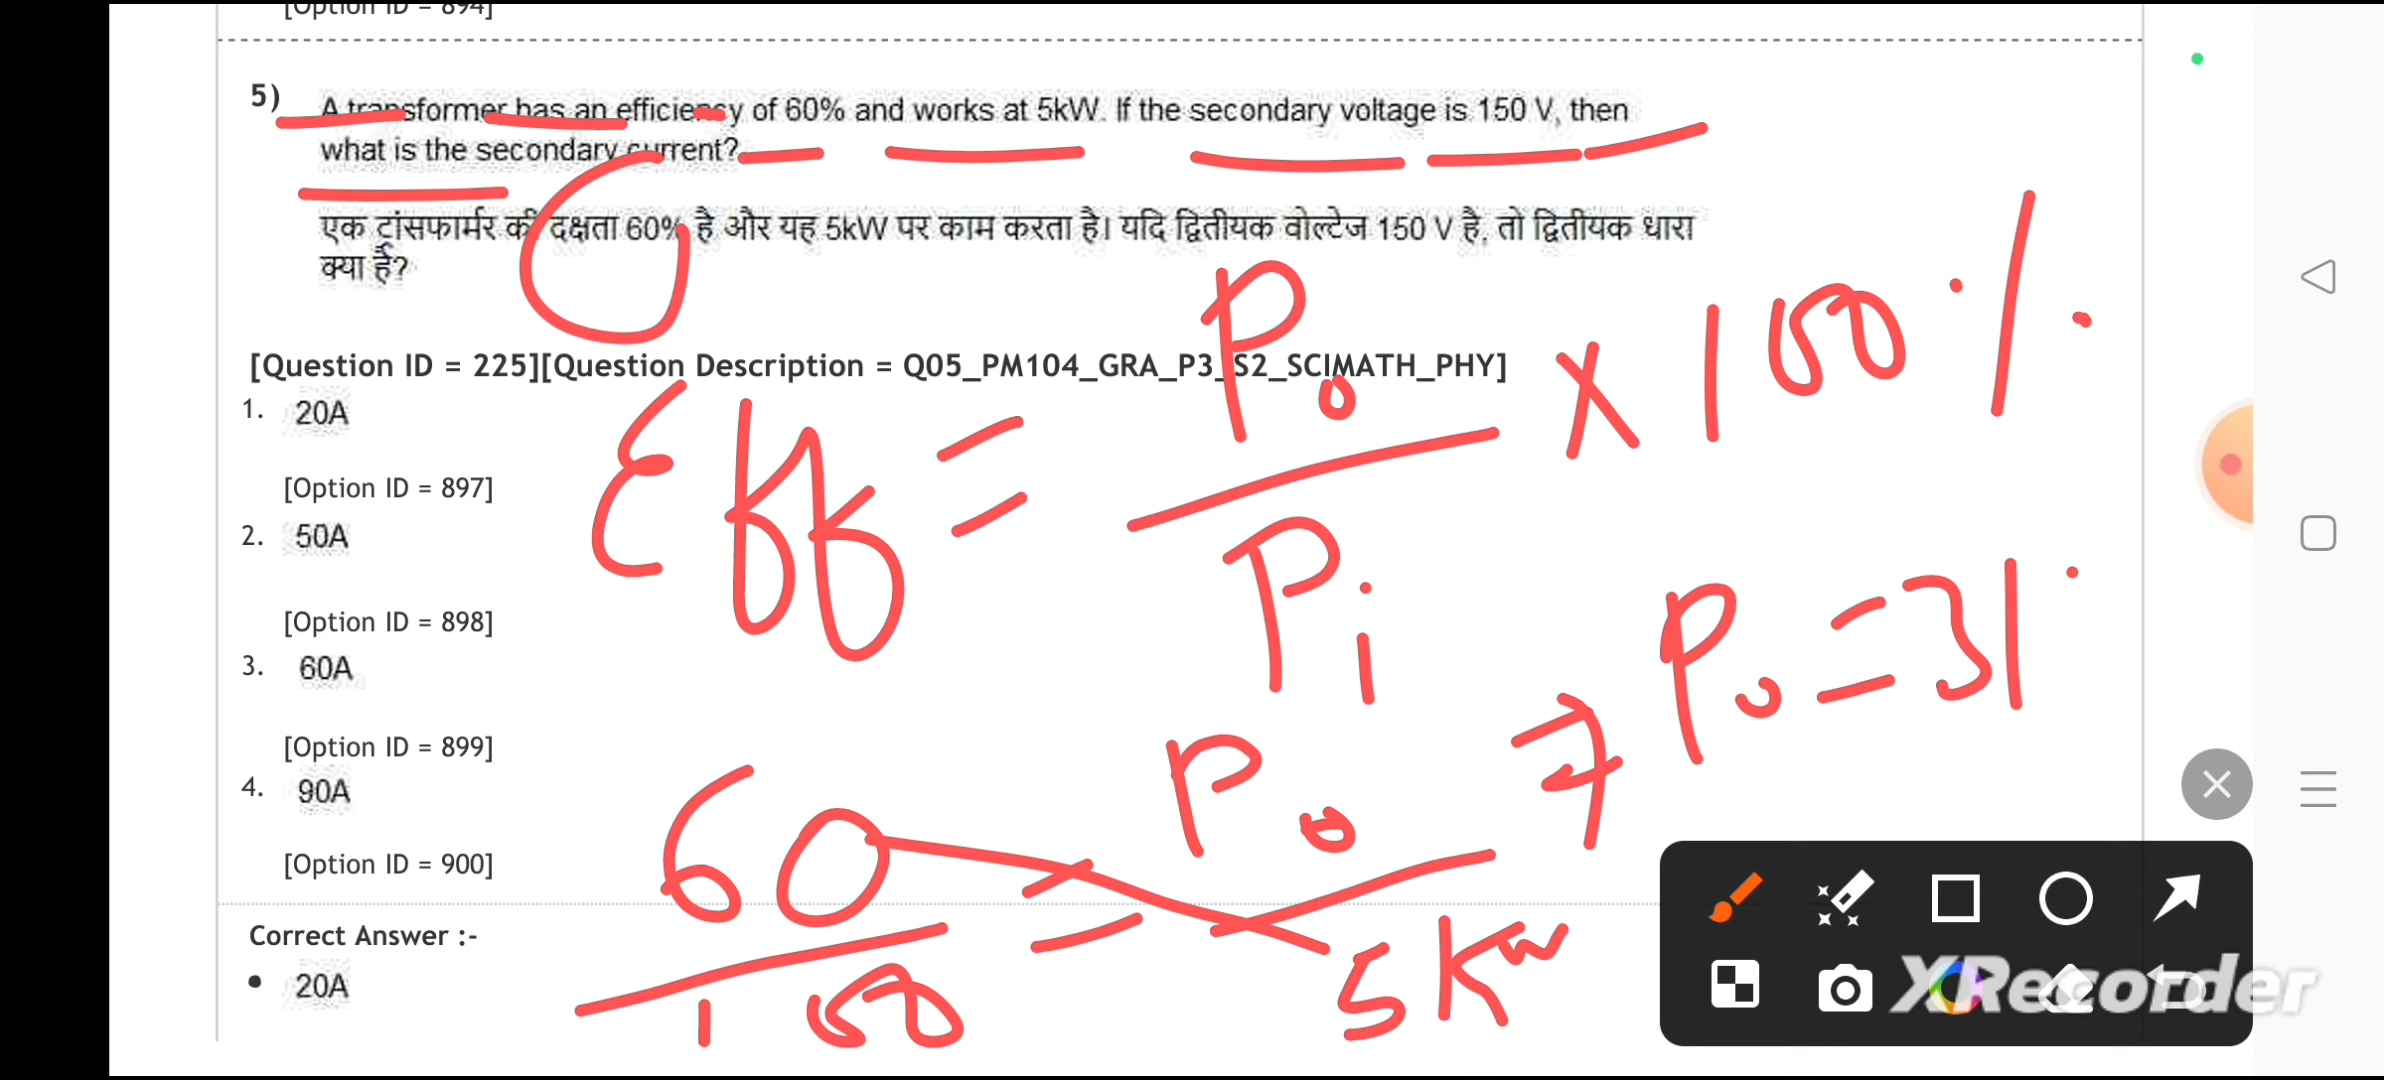 [Option ID = 894]
5) A transformer has an efficiency of 60% and works at 5kW. If the secondary voltage is 150 V, then
what is the secondary current?
एक ट्रांसफार्मर की दक्षता 60% है और यह 5kW पर काम करता है। यदि द्वितीयक वोल्टेज 150 V है, तो द्वितीयक धारा
क्या है?
[Question ID = 225][Question Description = Q05_PM104_GRA_P3_S2_SCIMATH_PHY]
1. 20A
[Option ID = 897]
2. 50A
[Option ID = 898]
3. 60A
[Option ID = 899]
4. 90A
[Option ID = 900]
Correct Answer :-
• 20A
Eff = Po / Pi × 100 %
60 / 100 = Po / 5 Kw
Po = 31
XRecorder